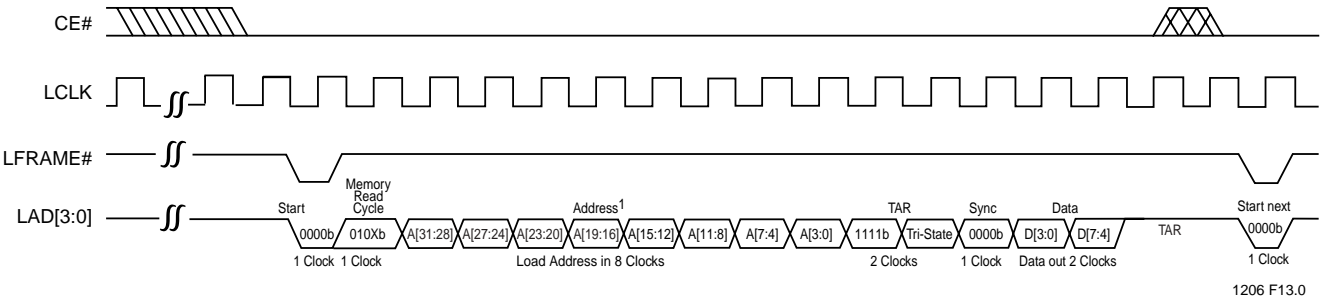 CE#
LCLK
LFRAME#
Memory
Read
Cycle
LAD[3:0]
Start
Address1
TAR
Sync
Data
Start next
0000b
010Xb
A[31:28]
A[27:24]
A[23:20]
A[19:16]
A[15:12]
A[11:8]
A[7:4]
A[3:0]
1111b
Tri-State
0000b
D[3:0]
D[7:4]
TAR
0000b
1 Clock
1 Clock
Load Address in 8 Clocks
2 Clocks
1 Clock
Data out 2 Clocks
1 Clock
1206 F13.0